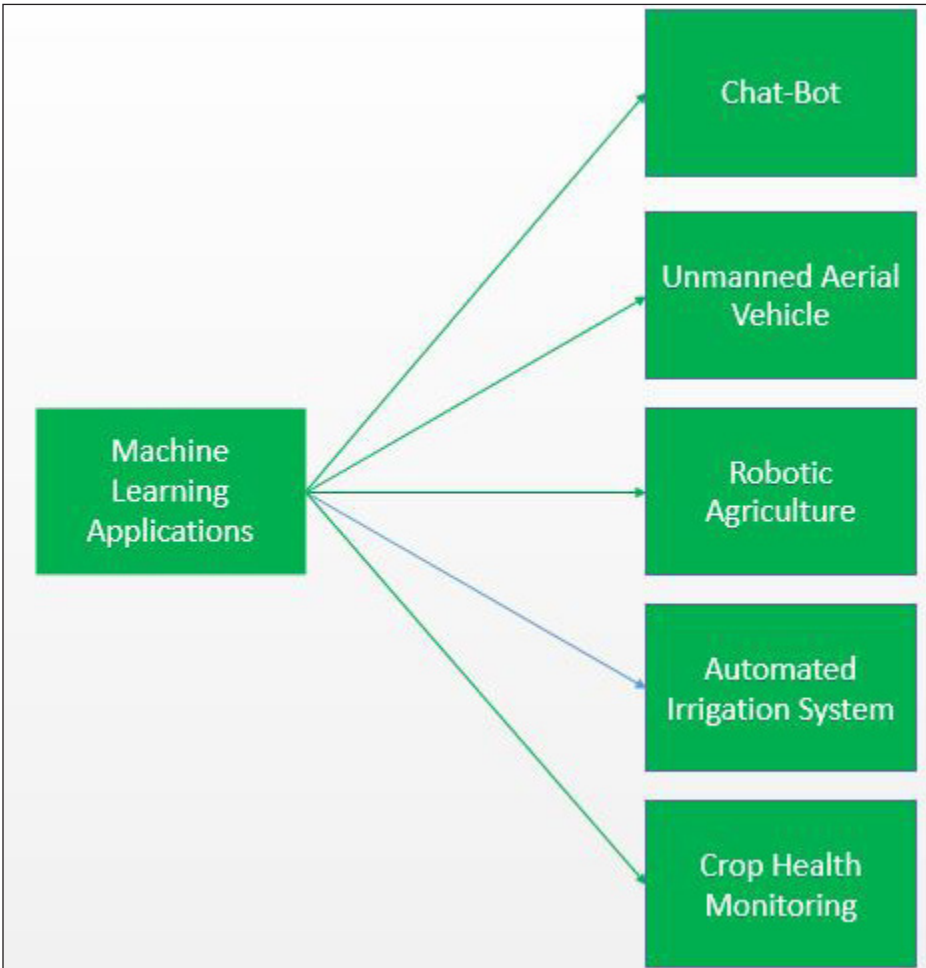 Chat-Bot
Unmanned Aerial
Vehicle
Machine
Learning
Applications
Robotic
Agriculture
Automated
Irrigation System
Crop Health
Monitoring